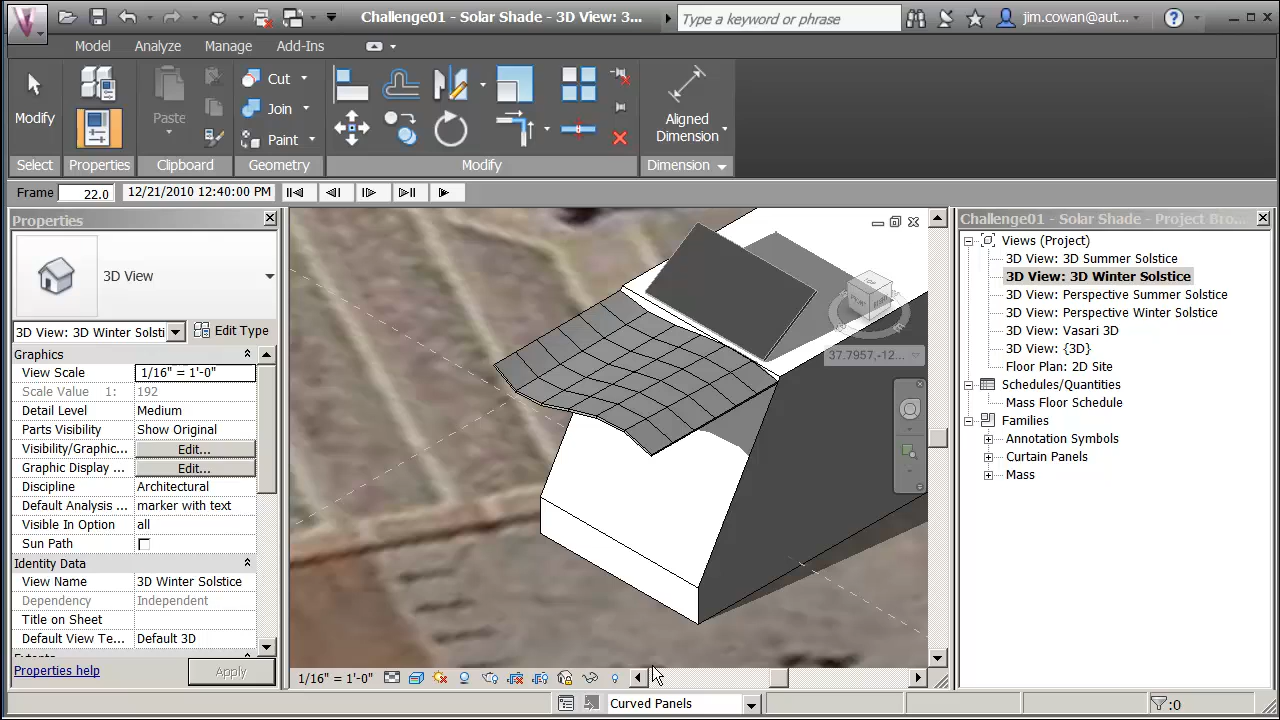 Challenge01 - Solar Shade - 3D View: 3...
Type a keyword or phrase
jim.cowan@aut...
Model
Analyze
Manage
Add-Ins
Modify
Paste
Cut
Join
Paint
Aligned
Dimension
Select
Properties
Clipboard
Geometry
Modify
Dimension
Frame
22.0
12/21/2010 12:40:00 PM
Properties
3D View
3D View: 3D Winter Solsti
Edit Type
Graphics
View Scale 1/16" = 1'-0"
Scale Value 1: 192
Detail Level Medium
Parts Visibility Show Original
Visibility/Graphic... Edit...
Graphic Display ... Edit...
Discipline Architectural
Default Analysis ... marker with text
Visible In Option all
Sun Path
Identity Data
View Name 3D Winter Solstice
Dependency Independent
Title on Sheet
Default View Te... Default 3D
Properties help
Apply
37.7957,-12...
1/16" = 1'-0"
Curved Panels
:0
Challenge01 - Solar Shade - Project Bro...
Views (Project)
3D View: 3D Summer Solstice
3D View: 3D Winter Solstice
3D View: Perspective Summer Solstice
3D View: Perspective Winter Solstice
3D View: Vasari 3D
3D View: {3D}
Floor Plan: 2D Site
Schedules/Quantities
Mass Floor Schedule
Families
Annotation Symbols
Curtain Panels
Mass